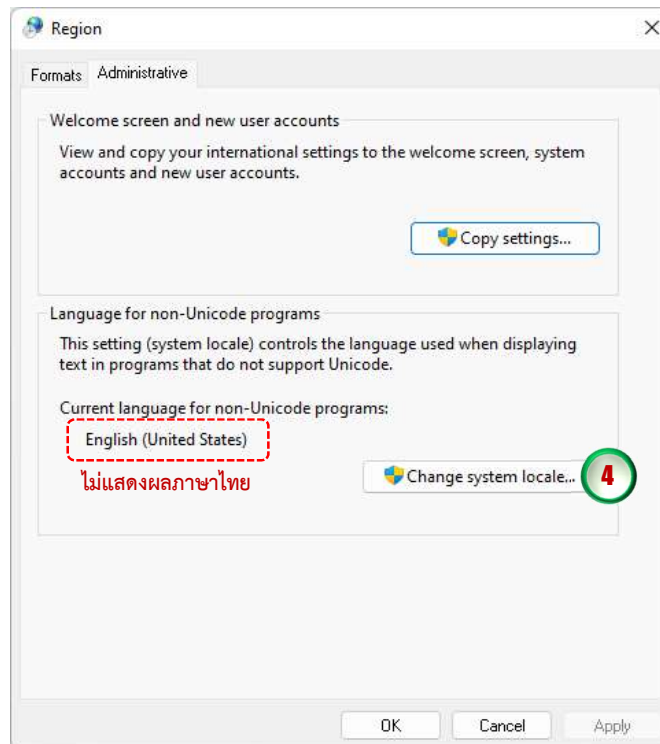 Region
Formats Administrative
Welcome screen and new user accounts
View and copy your international settings to the welcome screen, system
accounts and new user accounts.
Copy settings...
Language for non-Unicode programs
This setting (system locale) controls the language used when displaying
text in programs that do not support Unicode.
Current language for non-Unicode programs:
English (United States)
ไม่แสดงผลภาษาไทย
Change system locale... 4
OK Cancel Apply